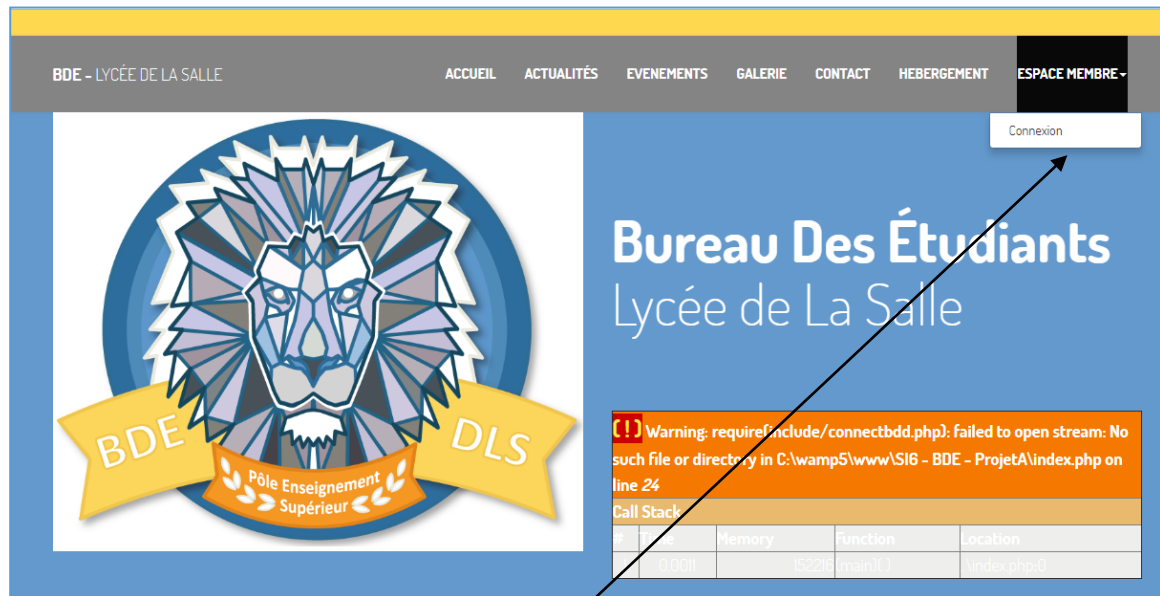 BDE - LYCÉE DE LA SALLE
ACCUEIL ACTUALITÉS EVENEMENTS GALERIE CONTACT HEBERGEMENT ESPACE MEMBRE
Connexion
Bureau Des Étudiants
Lycée de La Salle
BDE DLS
Pôle Enseignement
Supérieur
(!) Warning: require(include/connectbdd.php): failed to open stream: No
such file or directory in C:\wamp5\www\SI6 - BDE - ProjetA\index.php on
line 24
Call Stack
# Time Memory Function Location
0.0011 152216 {main}( ) ..\index.php:0